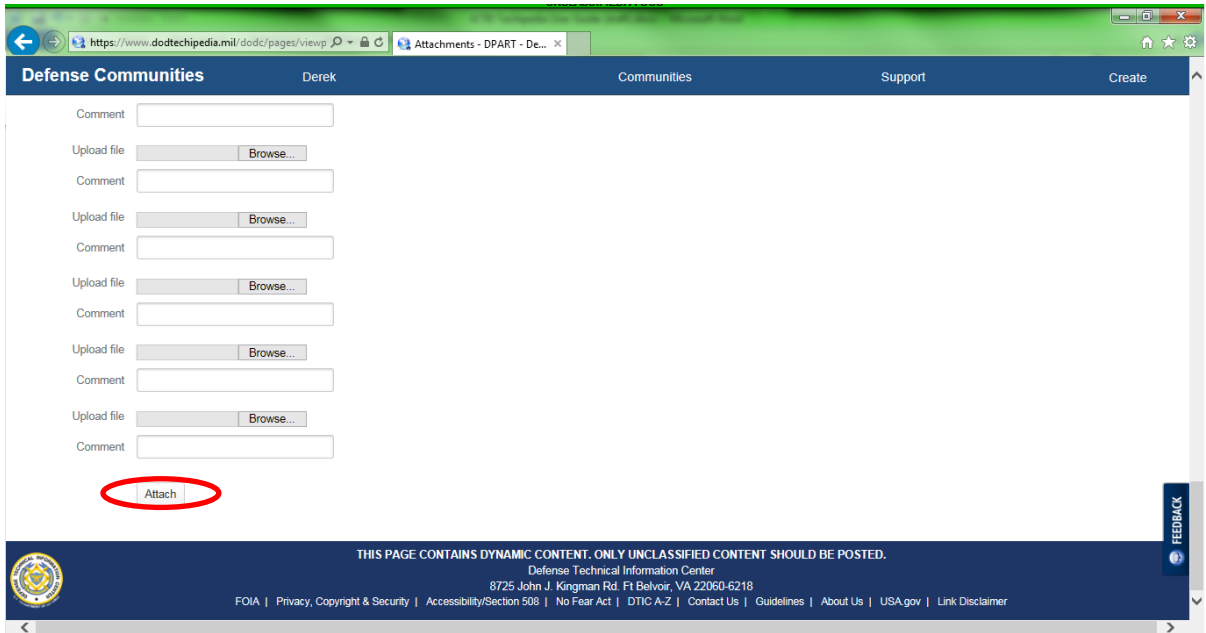 https://www.dodtechipedia.mil/dodc/pages/viewp
Attachments - DPART - De...
Defense Communities Derek Communities Support Create
Comment
Upload file Browse...
Comment
Upload file Browse...
Comment
Upload file Browse...
Comment
Upload file Browse...
Comment
Upload file Browse...
Comment
Attach
FEEDBACK
THIS PAGE CONTAINS DYNAMIC CONTENT. ONLY UNCLASSIFIED CONTENT SHOULD BE POSTED.
Defense Technical Information Center
8725 John J. Kingman Rd. Ft Belvoir, VA 22060-6218
FOIA | Privacy, Copyright & Security | Accessibility/Section 508 | No Fear Act | DTIC A-Z | Contact Us | Guidelines | About Us | USA.gov | Link Disclaimer